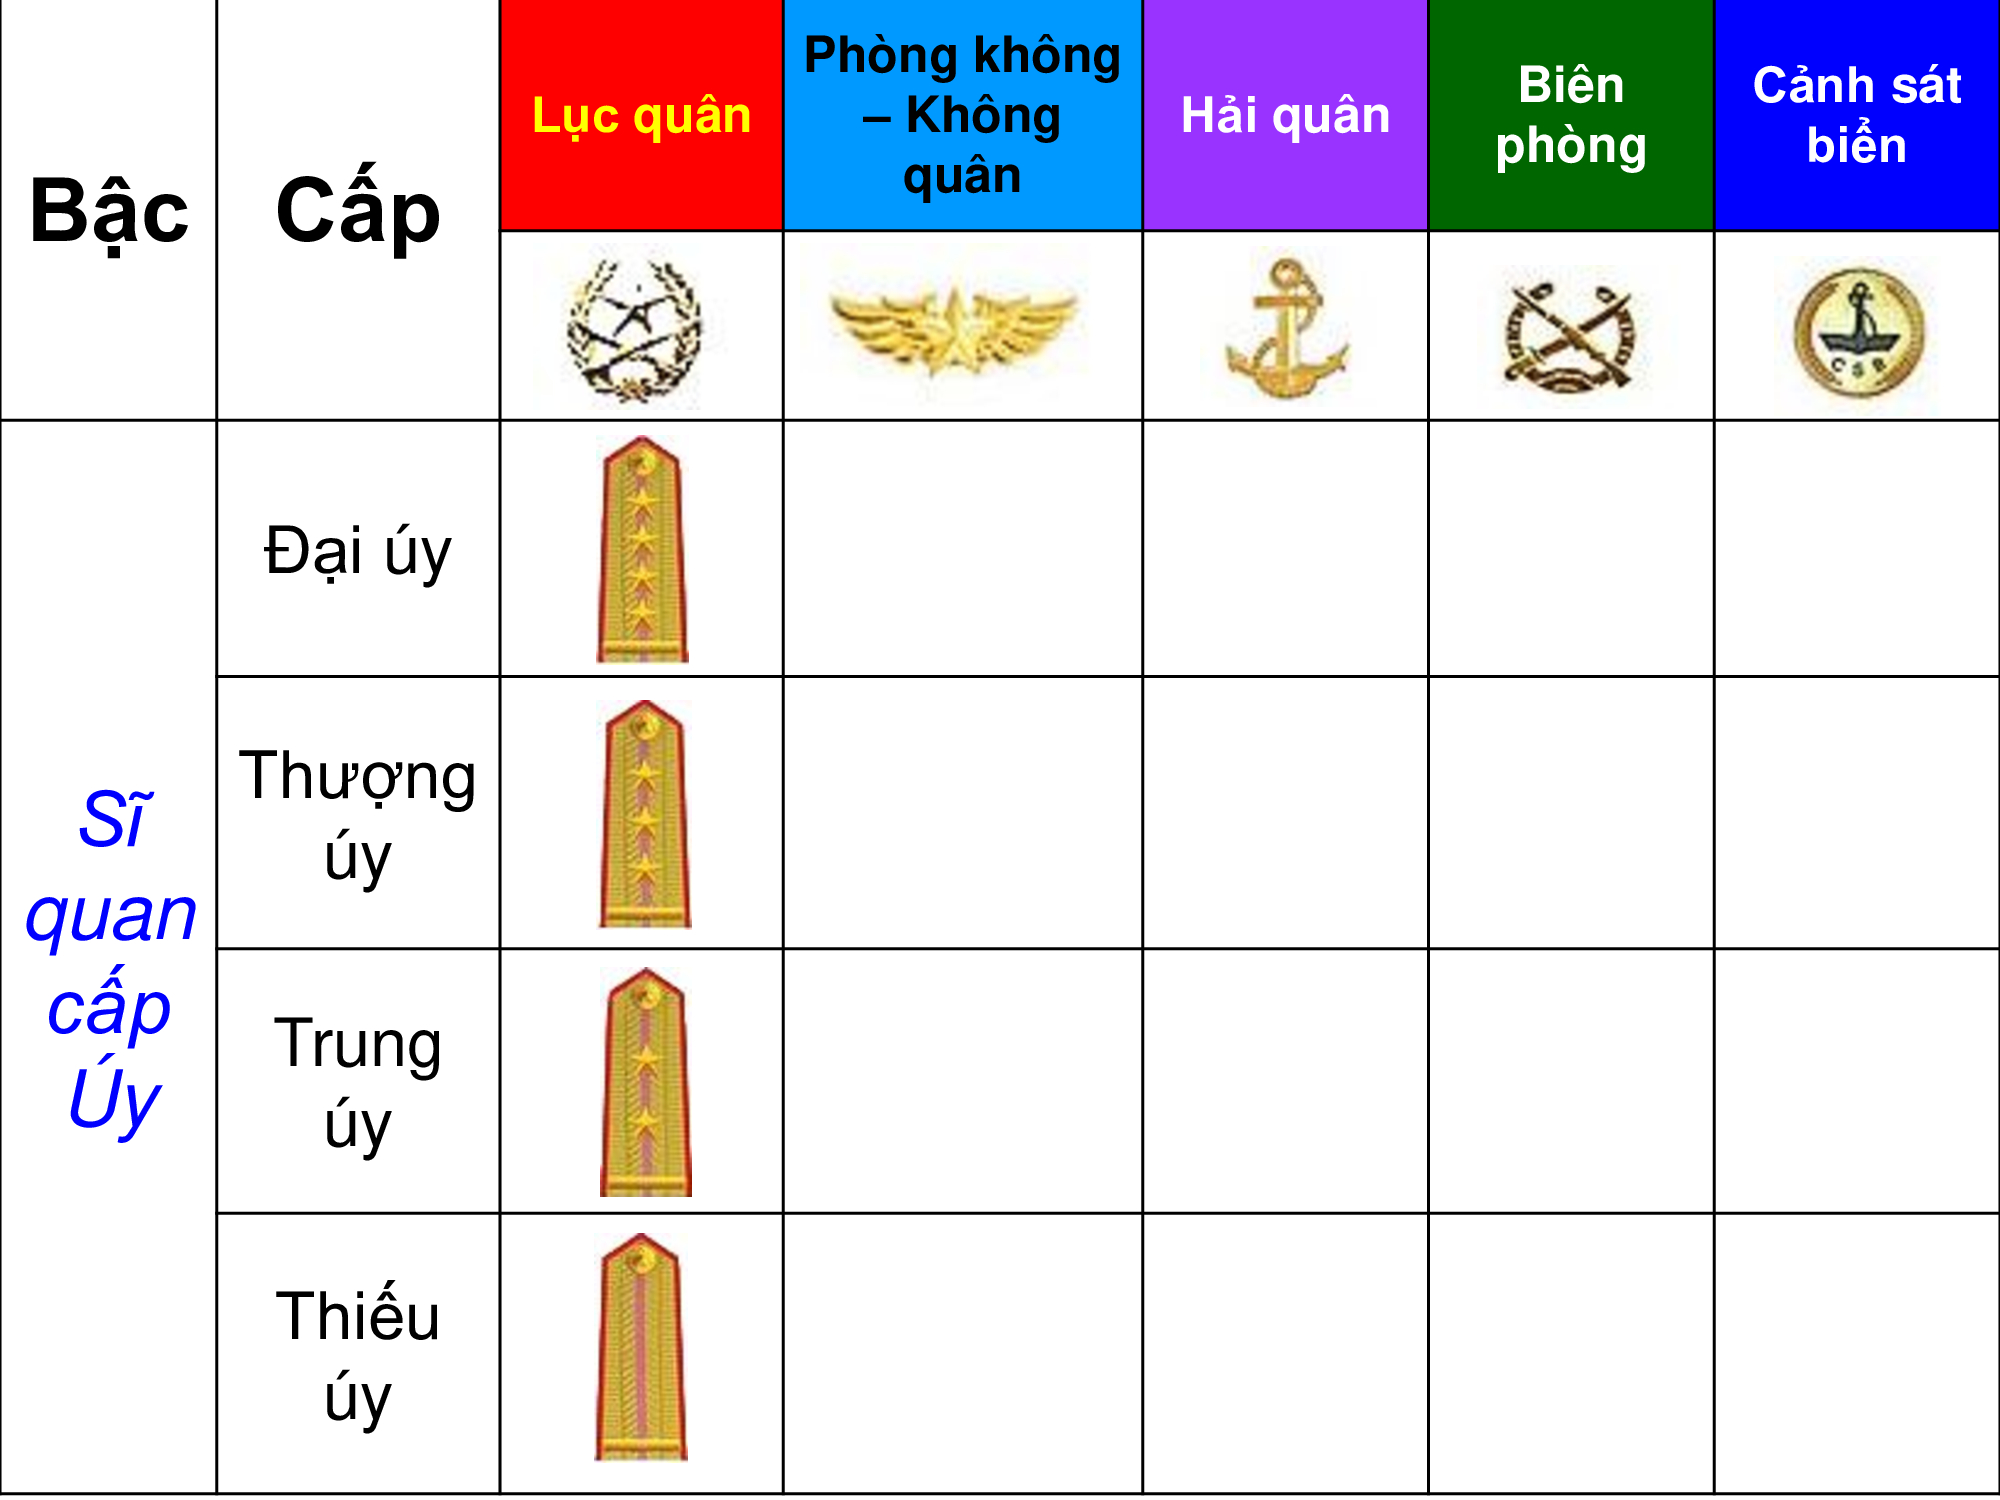 Bậc
Cấp
Lục quân
Phòng không
– Không
quân
Hải quân
Biên
phòng
Cảnh sát
biển
CSB
Sĩ
quan
cấp
Úy
Đại úy
Thượng
úy
Trung
úy
Thiếu
úy